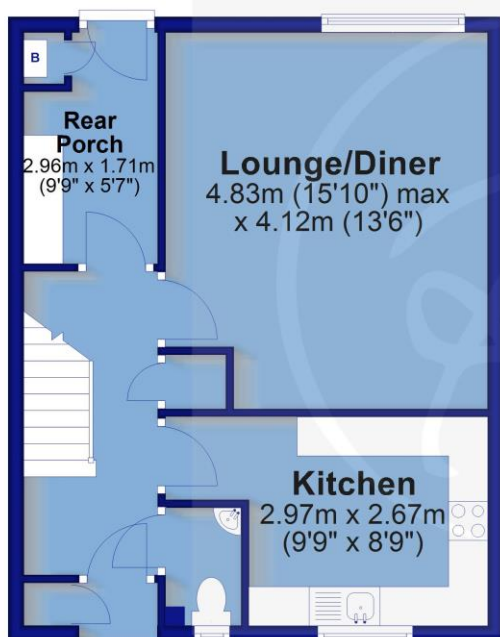 B
Rear
Porch
2.96m x 1.71m
(9'9" x 5'7")
Lounge/Diner
4.83m (15'10") max
x 4.12m (13'6")
Kitchen
2.97m x 2.67m
(9'9" x 8'9")